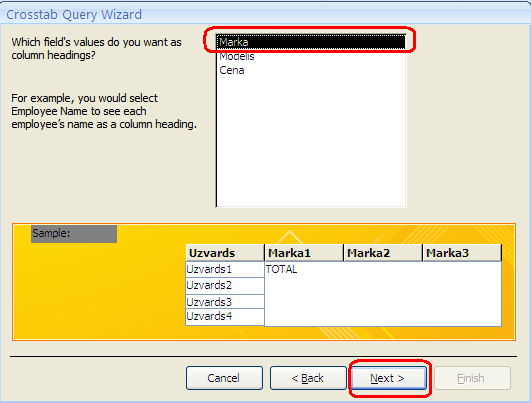 Crosstab Query Wizard
Which field's values do you want as
column headings?
For example, you would select
Employee Name to see each
employee's name as a column heading.
Marka
Modelis
Cena
Sample:
Uzvards Marka1 Marka2 Marka3
Uzvards1 TOTAL
Uzvards2
Uzvards3
Uzvards4
Cancel < Back Next > Finish